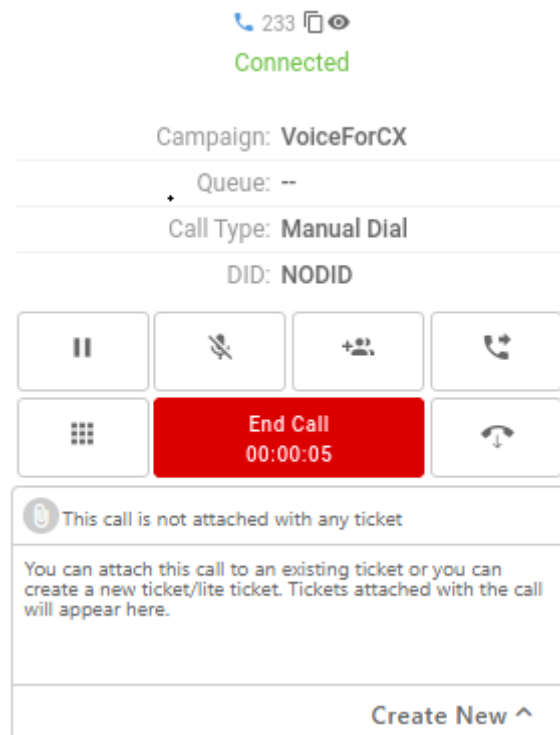 233
Connected
Campaign: VoiceForCX
Queue: --
Call Type: Manual Dial
DID: NODID
End Call
00:00:05
This call is not attached with any ticket
You can attach this call to an existing ticket or you can
create a new ticket/lite ticket. Tickets attached with the call
will appear here.
Create New